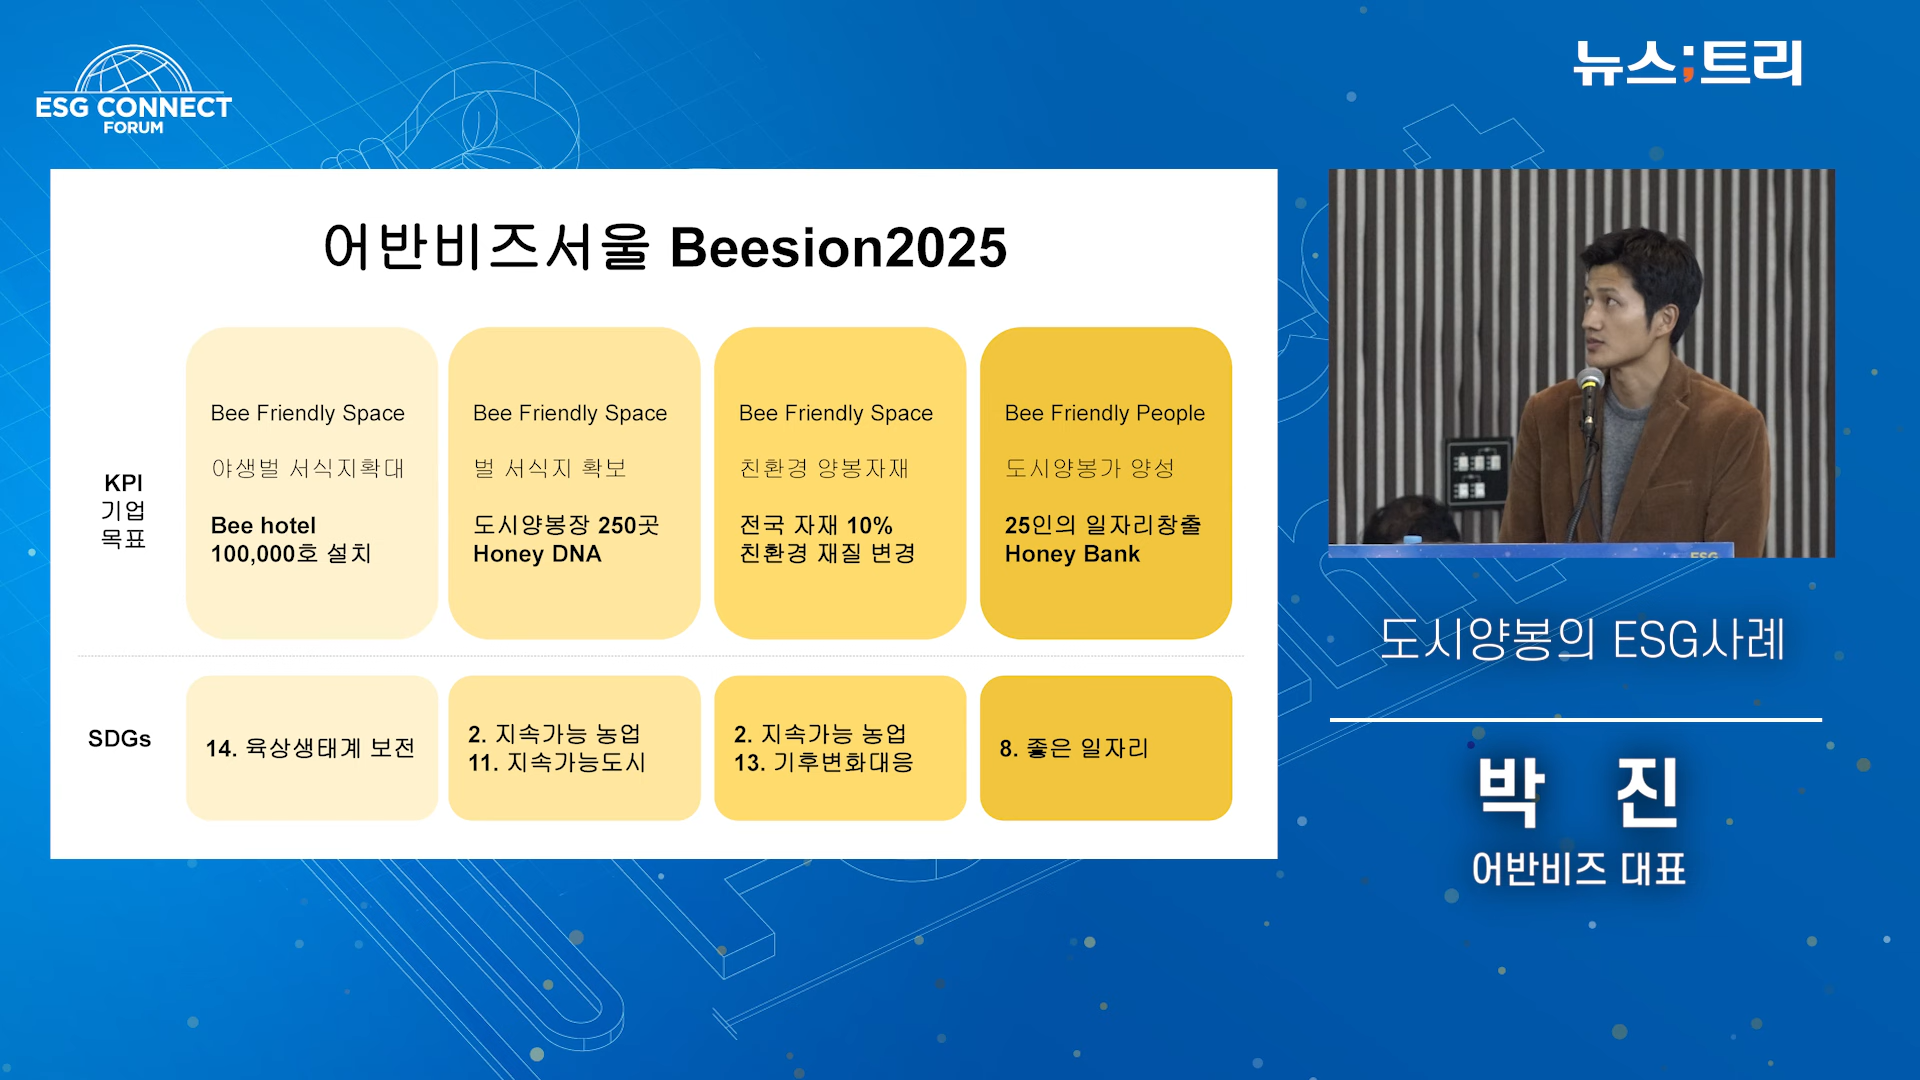 ESG CONNECT
FORUM
뉴스;트리
어반비즈서울 Beesion2025
KPI
기업
목표
Bee Friendly Space
야생벌 서식지확대
Bee hotel
100,000호 설치
Bee Friendly Space
벌 서식지 확보
도시양봉장 250곳
Honey DNA
Bee Friendly Space
친환경 양봉자재
전국 자재 10%
친환경 재질 변경
Bee Friendly People
도시양봉가 양성
25인의 일자리창출
Honey Bank
SDGs
14. 육상생태계 보전
2. 지속가능 농업
11. 지속가능도시
2. 지속가능 농업
13. 기후변화대응
8. 좋은 일자리
ESG
도시양봉의 ESG사례
박 진
어반비즈 대표